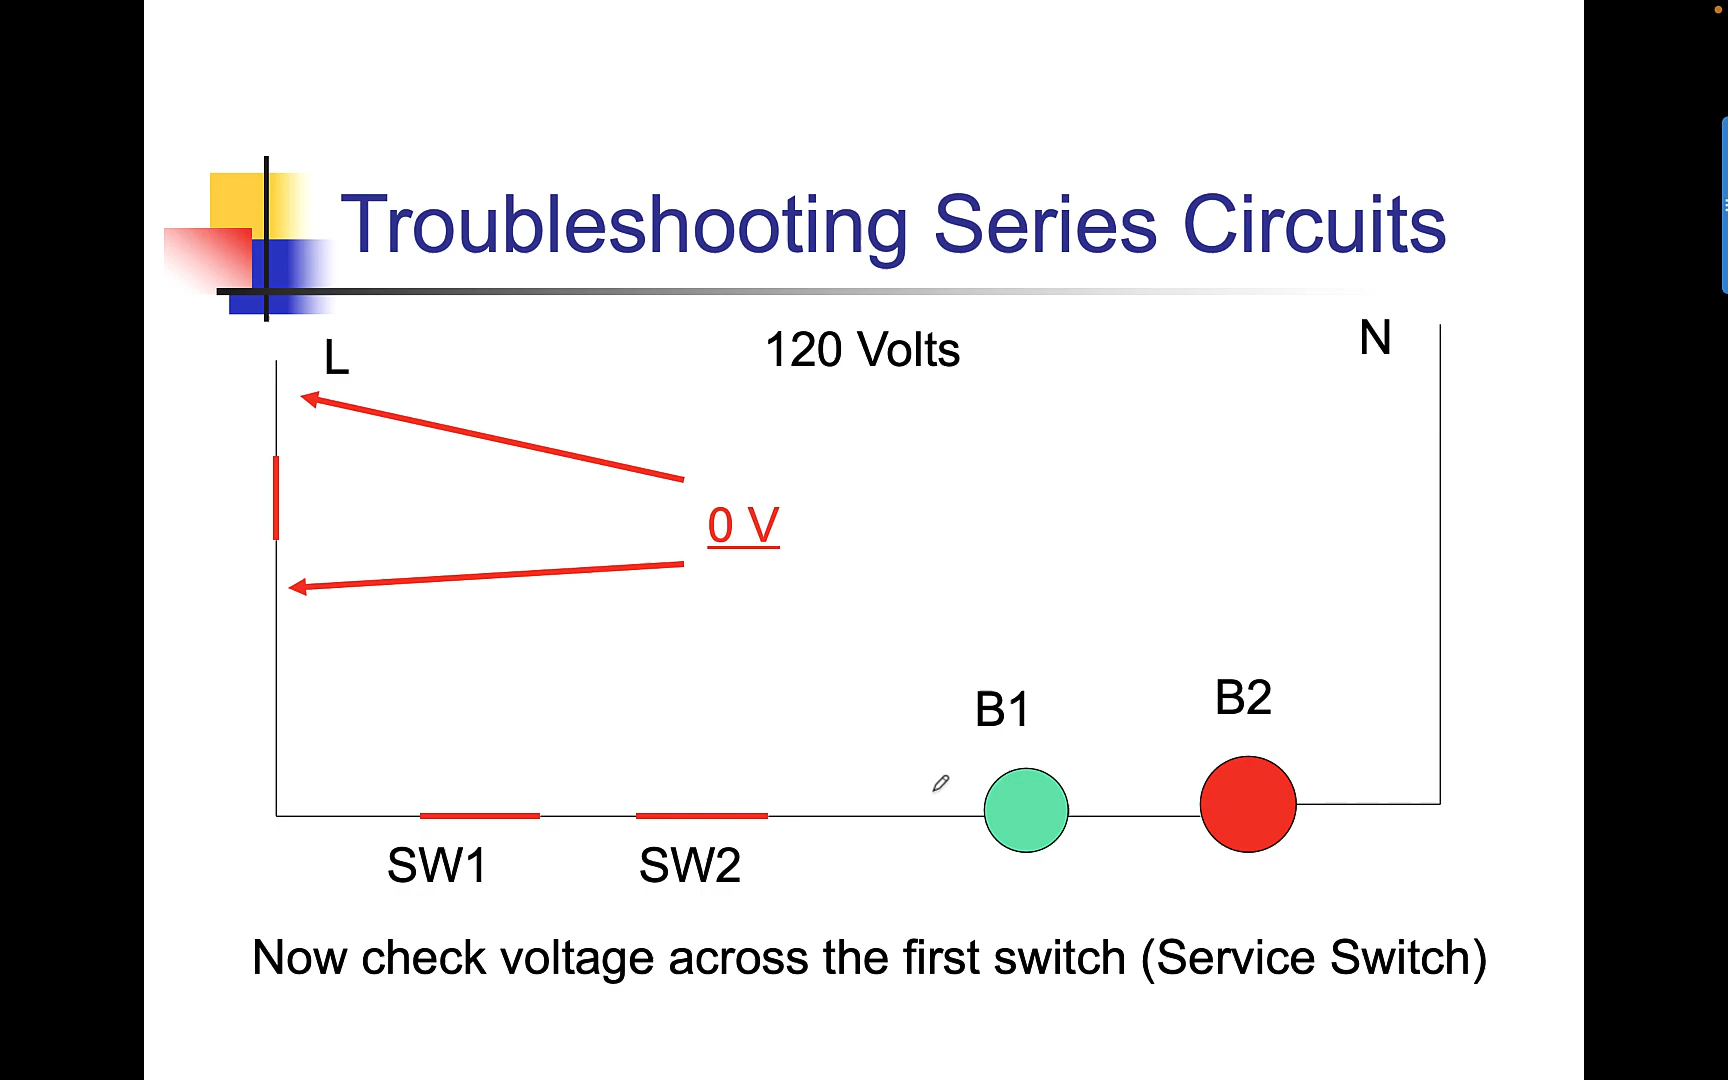 Troubleshooting Series Circuits
L
120 Volts
N
0 V
B1
B2
SW1
SW2
Now check voltage across the first switch (Service Switch)